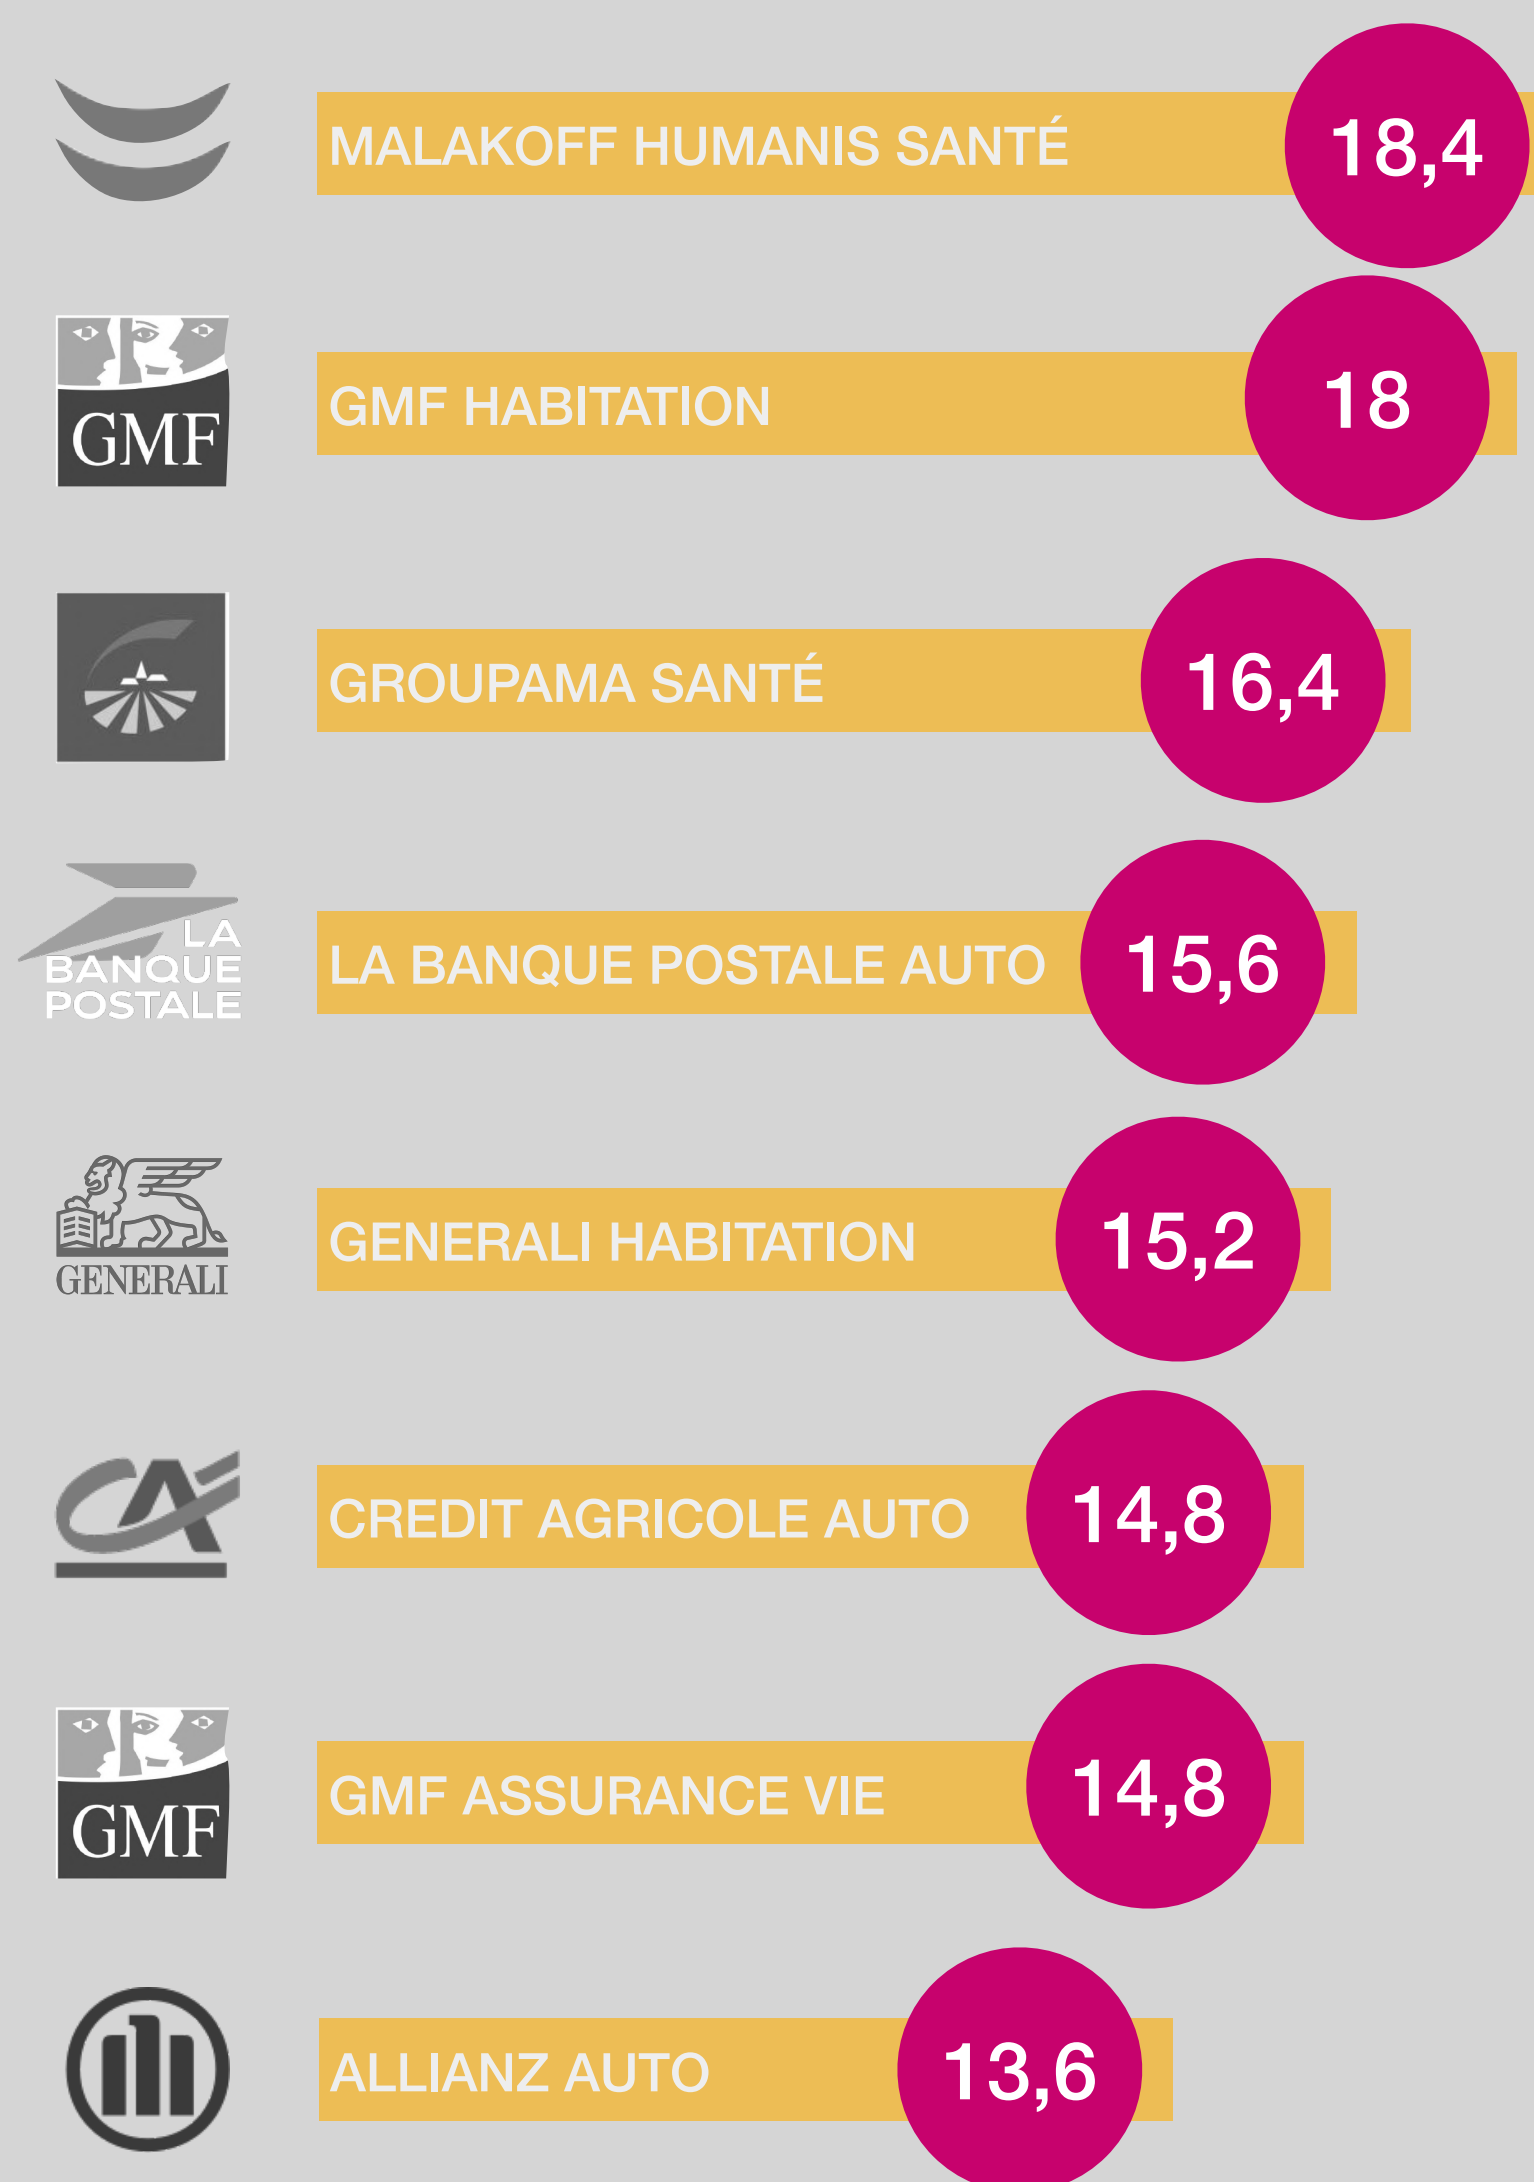 MALAKOFF HUMANIS SANTÉ 18,4
GMF
GMF HABITATION 18
GROUPAMA SANTÉ 16,4
LA
BANQUE
POSTALE
LA BANQUE POSTALE AUTO 15,6
GENERALI
GENERALI HABITATION 15,2
CA
CREDIT AGRICOLE AUTO 14,8
GMF
GMF ASSURANCE VIE 14,8
ALLIANZ AUTO 13,6